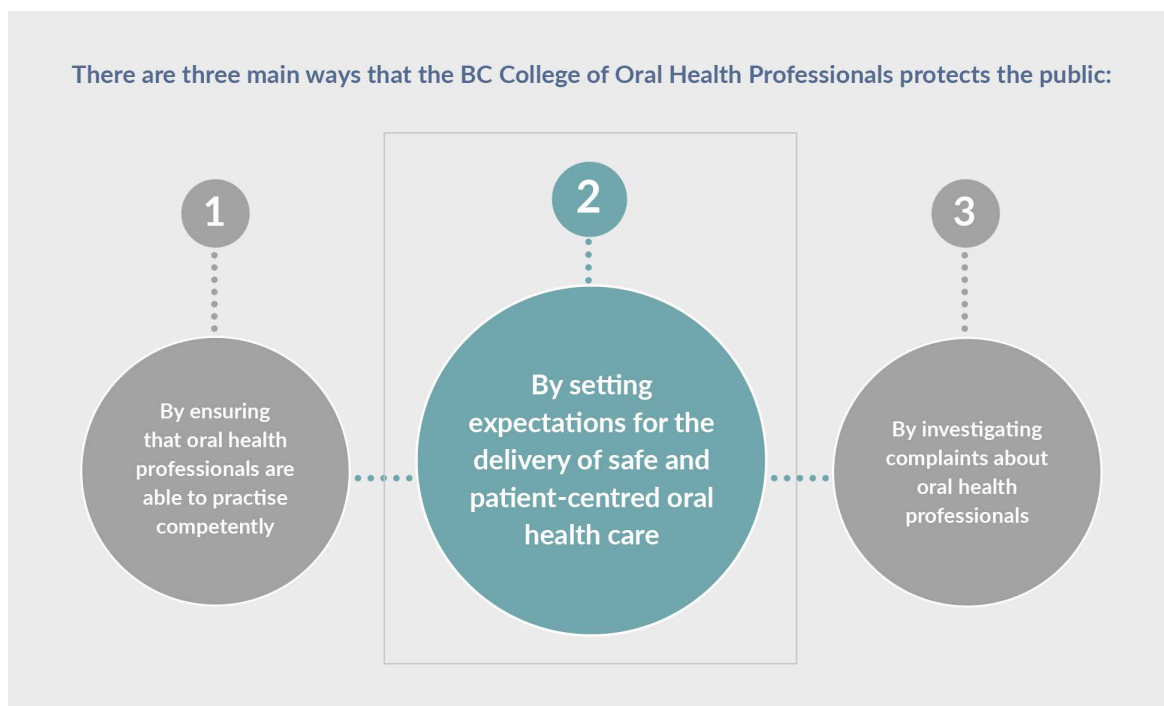 There are three main ways that the BC College of Oral Health Professionals protects the public:
1
By ensuring
that oral health
professionals are
able to practise
competently
2
By setting
expectations for the
delivery of safe and
patient-centred oral
health care
3
By investigating
complaints about
oral health
professionals